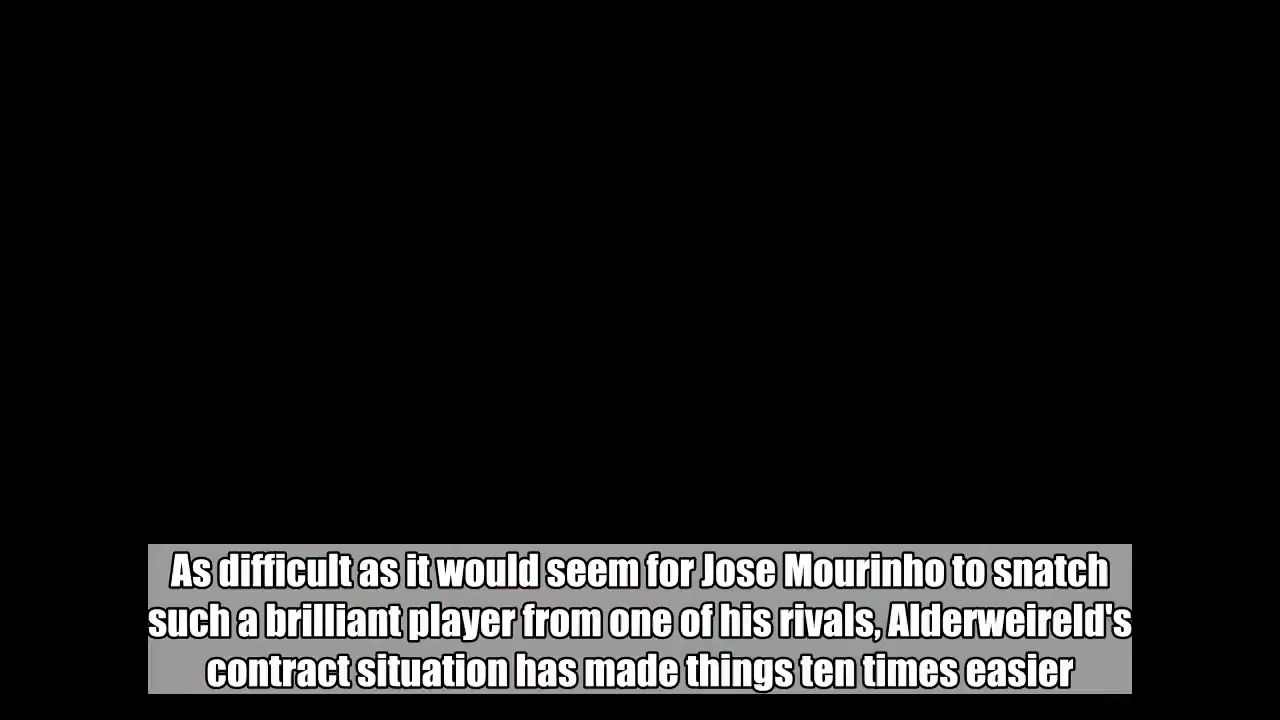 As difficult as it would seem for Jose Mourinho to snatch
such a brilliant player from one of his rivals, Alderweireld's
contract situation has made things ten times easier